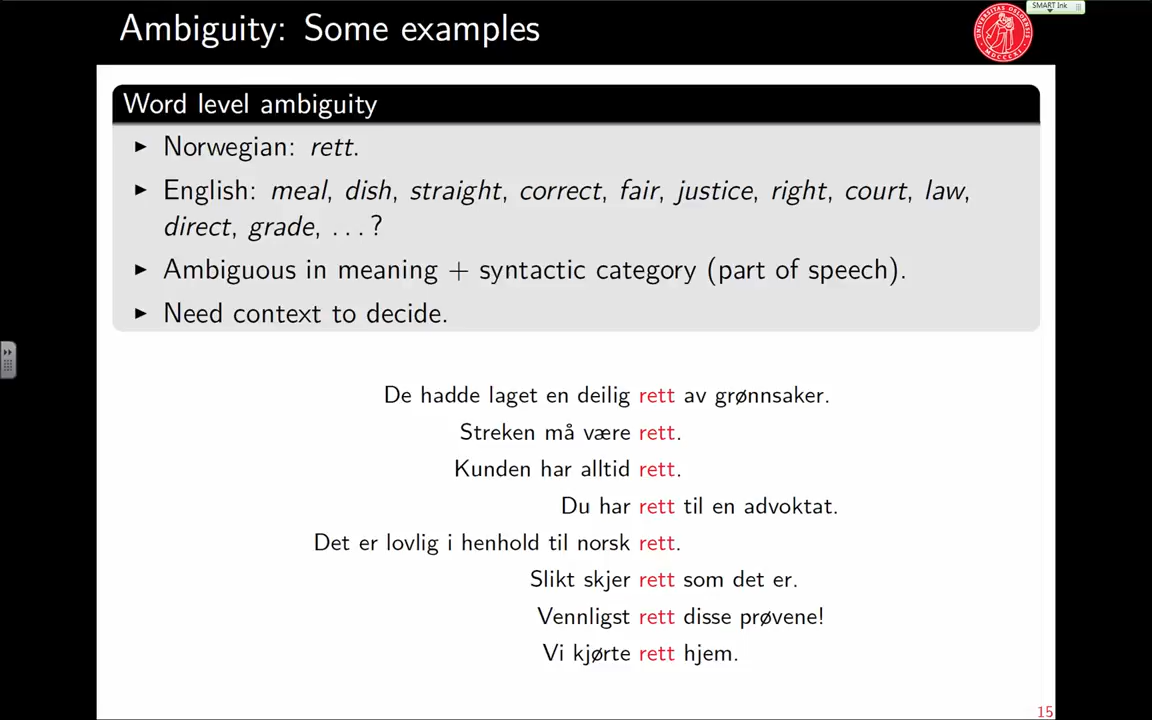 SMART Ink
Ambiguity: Some examples
UNIVERSITAS OSLOENSIS
MDCCCXI
Word level ambiguity
▶ Norwegian: rett.
▶ English: meal, dish, straight, correct, fair, justice, right, court, law,
direct, grade, . . . ?
▶ Ambiguous in meaning + syntactic category (part of speech).
▶ Need context to decide.
De hadde laget en deilig rett av grønnsaker.
Streken må være rett.
Kunden har alltid rett.
Du har rett til en advoktat.
Det er lovlig i henhold til norsk rett.
Slikt skjer rett som det er.
Vennligst rett disse prøvene!
Vi kjørte rett hjem.
15